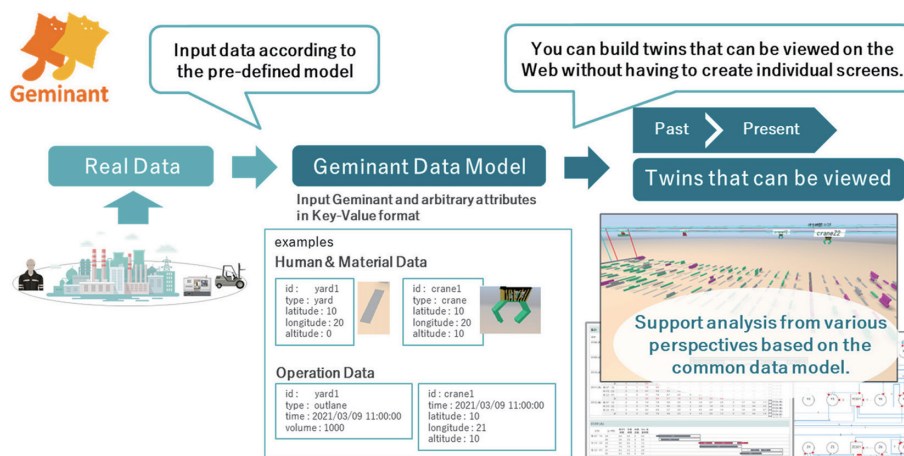 Geminant
Input data according to
the pre-defined model
You can build twins that can be viewed on the
Web without having to create individual screens.
Real Data
Geminant Data Model
Past
Present
Twins that can be viewed
Input Geminant and arbitrary attributes
in Key-Value format
examples
Human & Material Data
id : yard1
type : yard
latitude : 10
longitude : 20
altitude : 0
id : crane1
type : crane
latitude : 10
longitude : 20
altitude : 10
Operation Data
id : yard1
type : outlane
time : 2021/03/09 11:00:00
volume : 1000
id : crane1
time : 2021/03/09 11:00:00
latitude : 10
longitude : 21
altitude : 10
crane22
Support analysis from various
perspectives based on the
common data model.